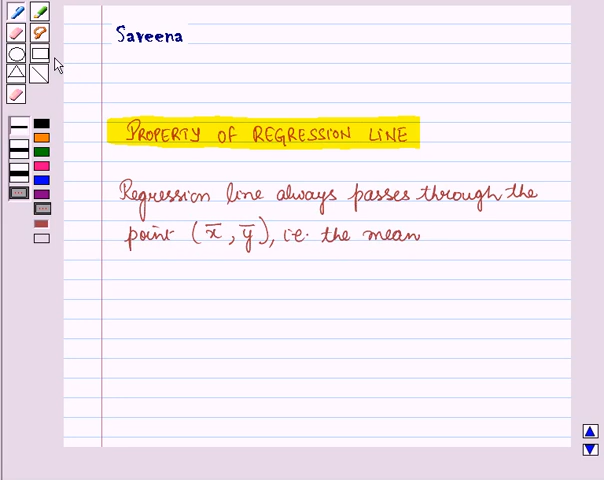 Saveena
PROPERTY OF REGRESSION LINE
Regression line always passes through the
point (x̅, y̅), i.e. the mean